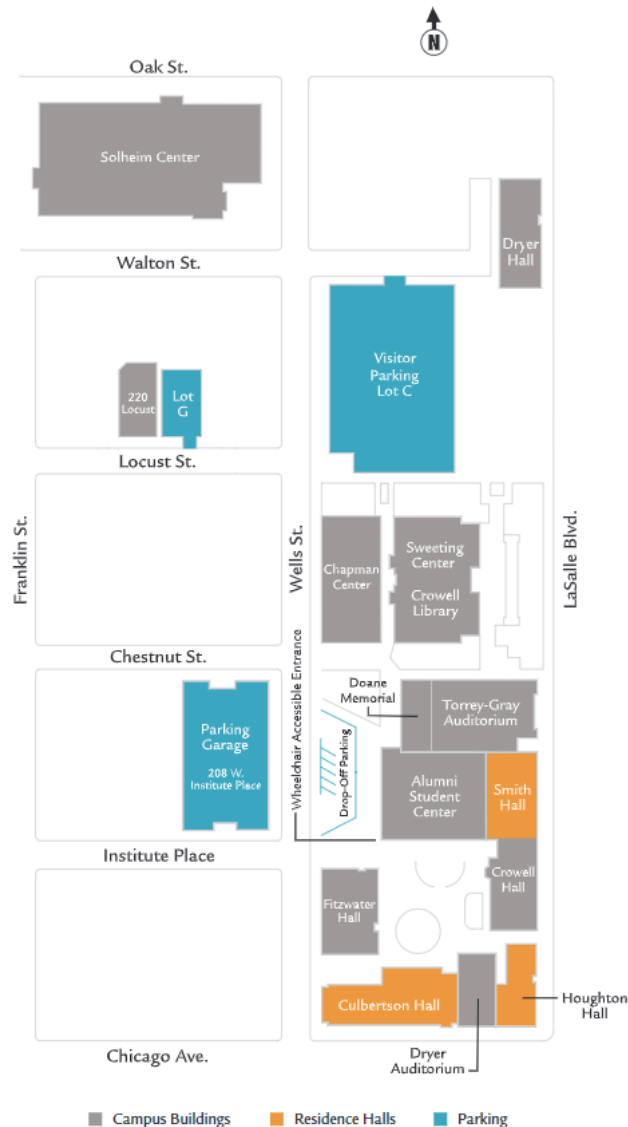 N
Oak St.
Solheim Center
Dryer
Hall
Walton St.
Visitor
Parking
Lot C
220
Locust
Lot
G
Locust St.
Franklin St.
Wells St.
LaSalle Blvd.
Chapman
Center
Sweeting
Center
Crowell
Library
Chestnut St.
Wheelchair Accessible Entrance
Doane
Memorial
Torrey-Gray
Auditorium
Parking
Garage
208 W.
Institute Place
Drop-Off Parking
Alumni
Student
Center
Smith
Hall
Institute Place
Crowell
Hall
Fitzwater
Hall
Culbertson Hall
Houghton
Hall
Dryer
Auditorium
Chicago Ave.
Campus Buildings
Residence Halls
Parking